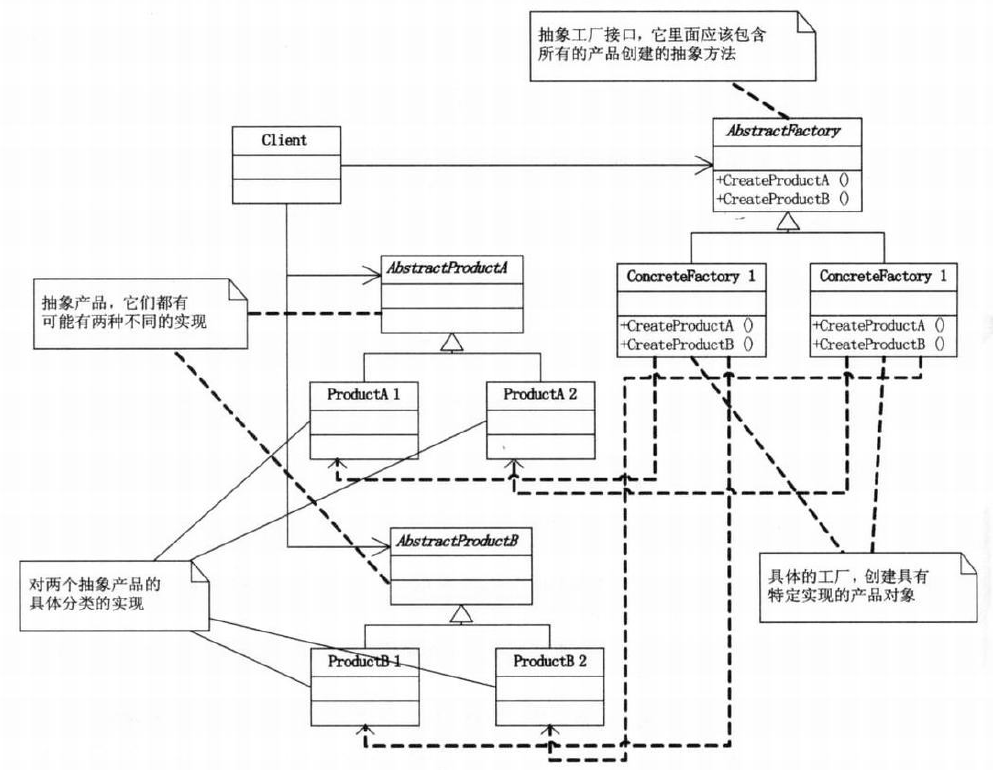 抽象工厂接口，它里面应该包含
所有的产品创建的抽象方法
Client
AbstractFactory
+CreateProductA ()
+CreateProductB ()
AbstractProductA
ConcreteFactory 1
+CreateProductA ()
+CreateProductB ()
ConcreteFactory 1
+CreateProductA ()
+CreateProductB ()
抽象产品，它们都有
可能有两种不同的实现
ProductA 1
ProductA 2
AbstractProductB
对两个抽象产品的
具体分类的实现
具体的工厂，创建具有
特定实现的产品对象
ProductB 1
ProductB 2